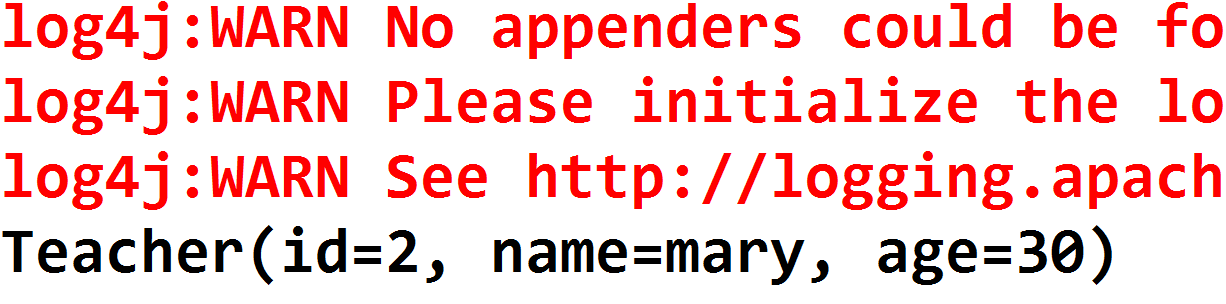 log4j:WARN No appenders could be fo
log4j:WARN Please initialize the lo
log4j:WARN See http://logging.apach
Teacher(id=2, name=mary, age=30)